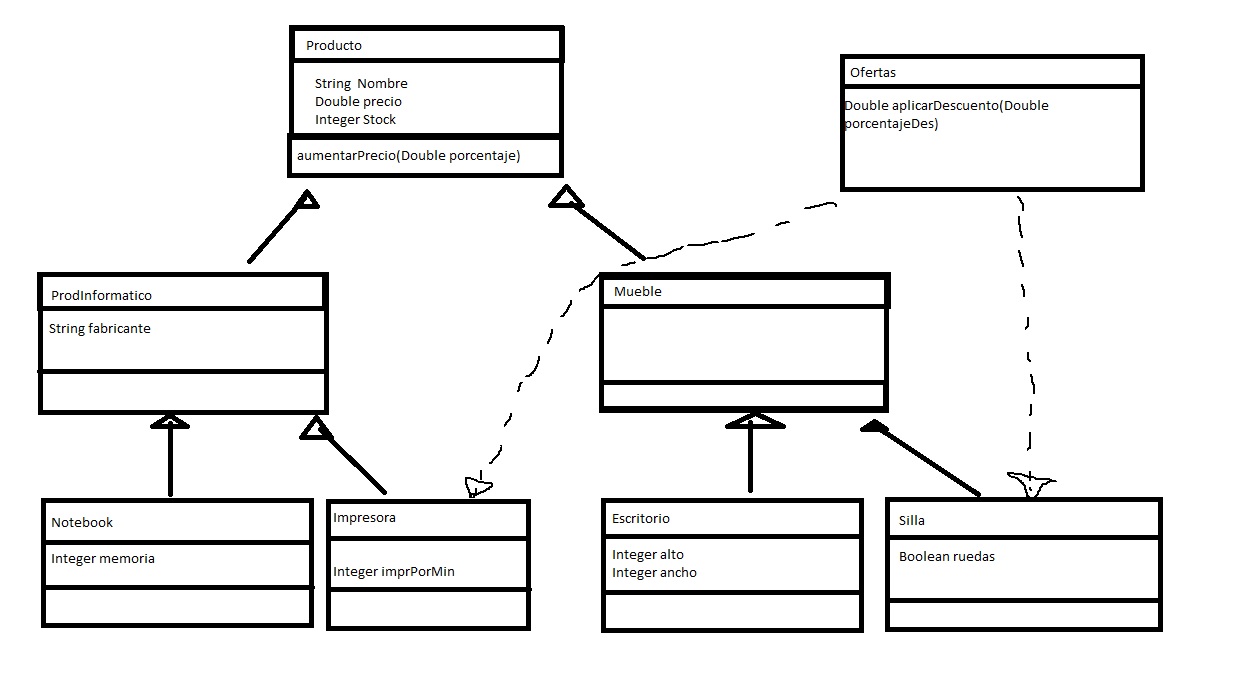 Producto
String Nombre
Double precio
Integer Stock
aumentarPrecio(Double porcentaje)
Ofertas
Double aplicarDescuento(Double
porcentajeDes)
ProdInformatico
String fabricante
Mueble
Notebook
Integer memoria
Impresora
Integer imprPorMin
Escritorio
Integer alto
Integer ancho
Silla
Boolean ruedas